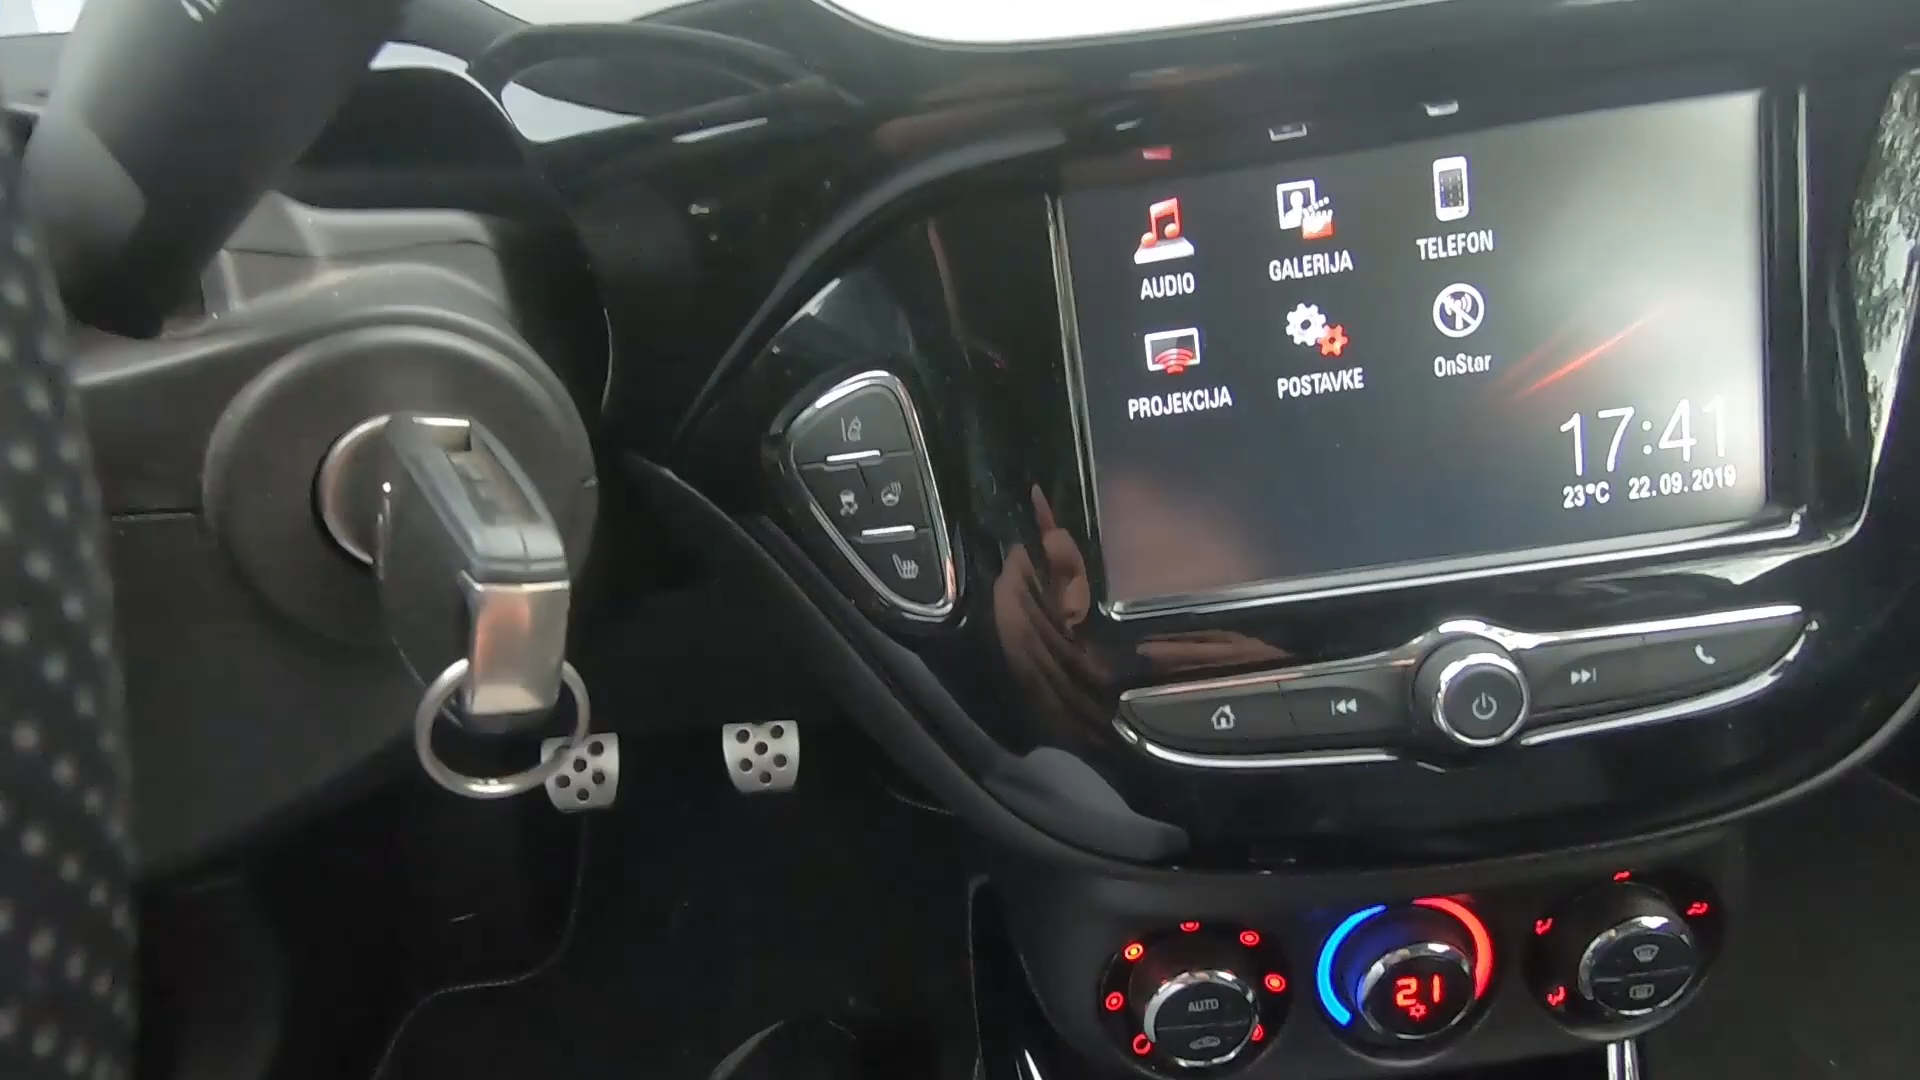 AUDIO
GALERIJA
TELEFON
PROJEKCIJA
POSTAVKE
OnStar
17:41
23°C 22.09.2019
AUTO
21